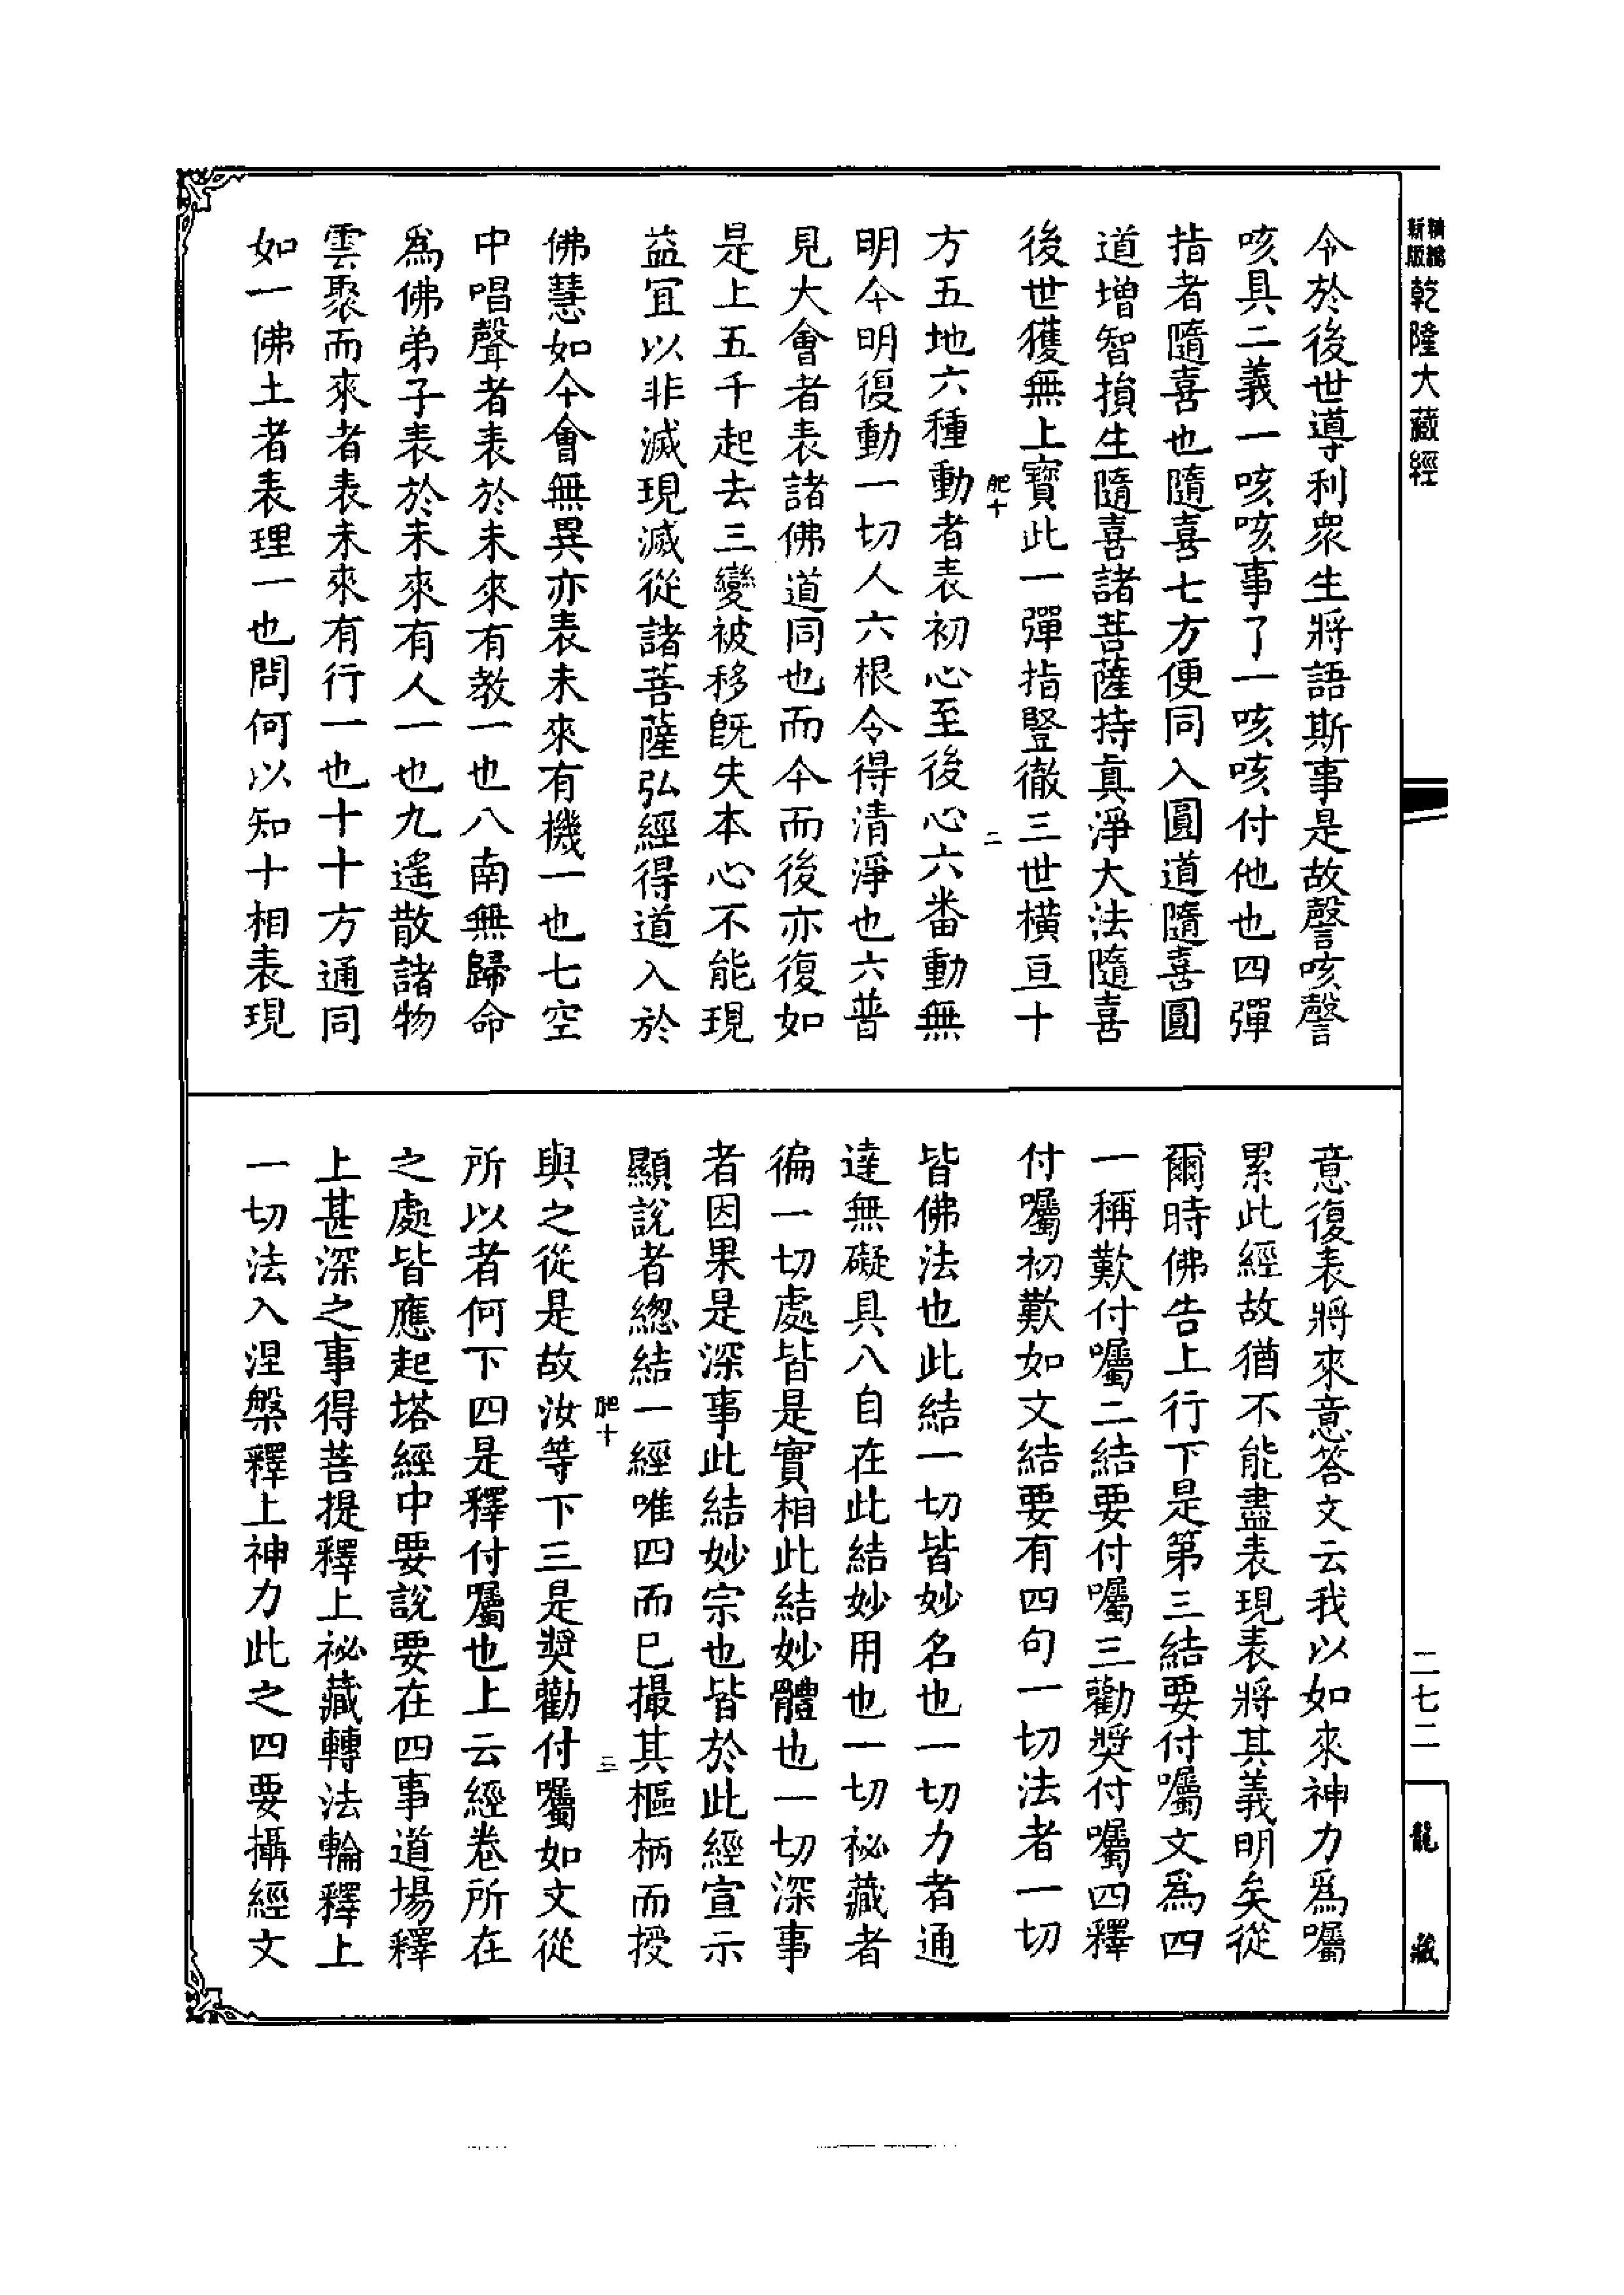 精縮
新版
乾隆大藏經
二七二
龍藏
令於後世導利衆生將語斯事是故謦咳謦
咳具二義一咳咳事了一咳咳付他也四彈
指者隨喜也隨喜七方便同入圓道隨喜圓
道增智損生隨喜諸菩薩持真淨大法隨喜
後世獲無上寶此一彈指豎徹三世橫亘十
肥十
二
方五地六種動者表初心至後心六番動無
明今明復動一切人六根令得清淨也六普
見大會者表諸佛道同也而今而後亦復如
是上五千起去三變被移旣失本心不能現
益宜以非滅現滅從諸菩薩弘經得道入於
佛慧如今會無異亦表未來有機一也七空
中唱聲者表於未來有教一也八南無歸命
爲佛弟子表於未來有人一也九遙散諸物
雲聚而來者表未來有行一也十十方通同
如一佛土者表理一也問何以知十相表現
意復表將來意答文云我以如來神力爲囑
累此經故猶不能盡表現表將其義明矣從
爾時佛告上行下是第三結要付囑文爲四
一稱歎付囑二結要付囑三勸獎付囑四釋
付囑初歎如文結要有四句一切法者一切
皆佛法也此結一切皆妙名也一切力者通
達無礙具八自在此結妙用也一切祕藏者
徧一切處皆是實相此結妙體也一切深事
者因果是深事此結妙宗也皆於此經宣示
顯說者緫結一經唯四而已撮其樞柄而授
肥十
三
與之從是故汝等下三是獎勸付囑如文從
所以者何下四是釋付囑也上云經卷所在
之處皆應起塔經中要說要在四事道場釋
上甚深之事得菩提釋上祕藏轉法輪釋上
一切法入涅槃釋上神力此之四要攝經文